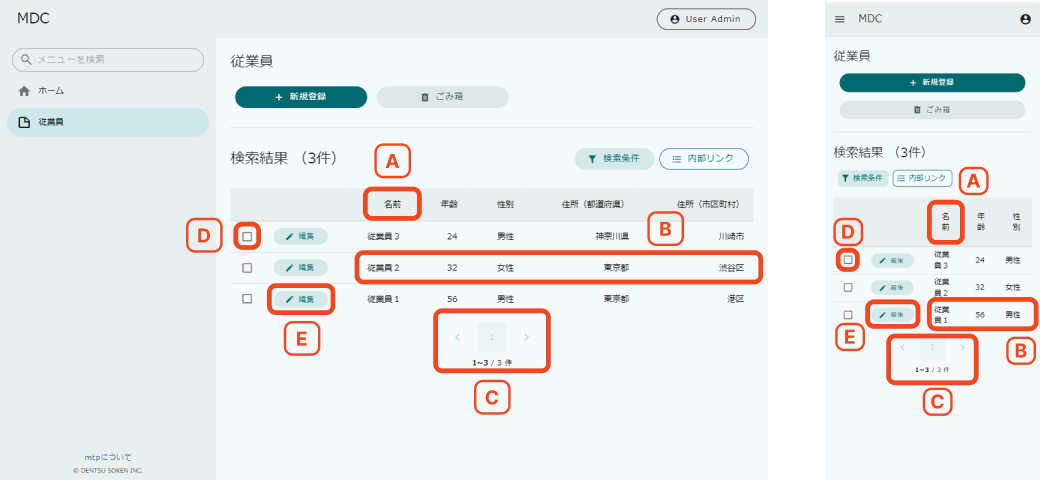 MDC
User Admin
メニューを検索
ホーム
従業員
従業員
+ 新規登録
ごみ箱
検索結果 （3件）
A
検索条件
内部リンク
名前 年齢 性別 住所（都道府県） 住所（市区町村）
D
B
編集 従業員３ 24 男性 神奈川県 川崎市
編集 従業員２ 32 女性 東京都 渋谷区
編集 従業員１ 56 男性 東京都 港区
E
< 1 >
1~3 / 3 件
C
mtpについて
© DENTSU SOKEN INC.
MDC
従業員
+ 新規登録
ごみ箱
検索結果 （3件）
検索条件
内部リンク
A
名前 年齢 性別
D
編集 従業員３ 24 男性
編集 従業員２ 32 女性
編集 従業員１ 56 男性
E
B
< 1 >
1~3 / 3 件
C